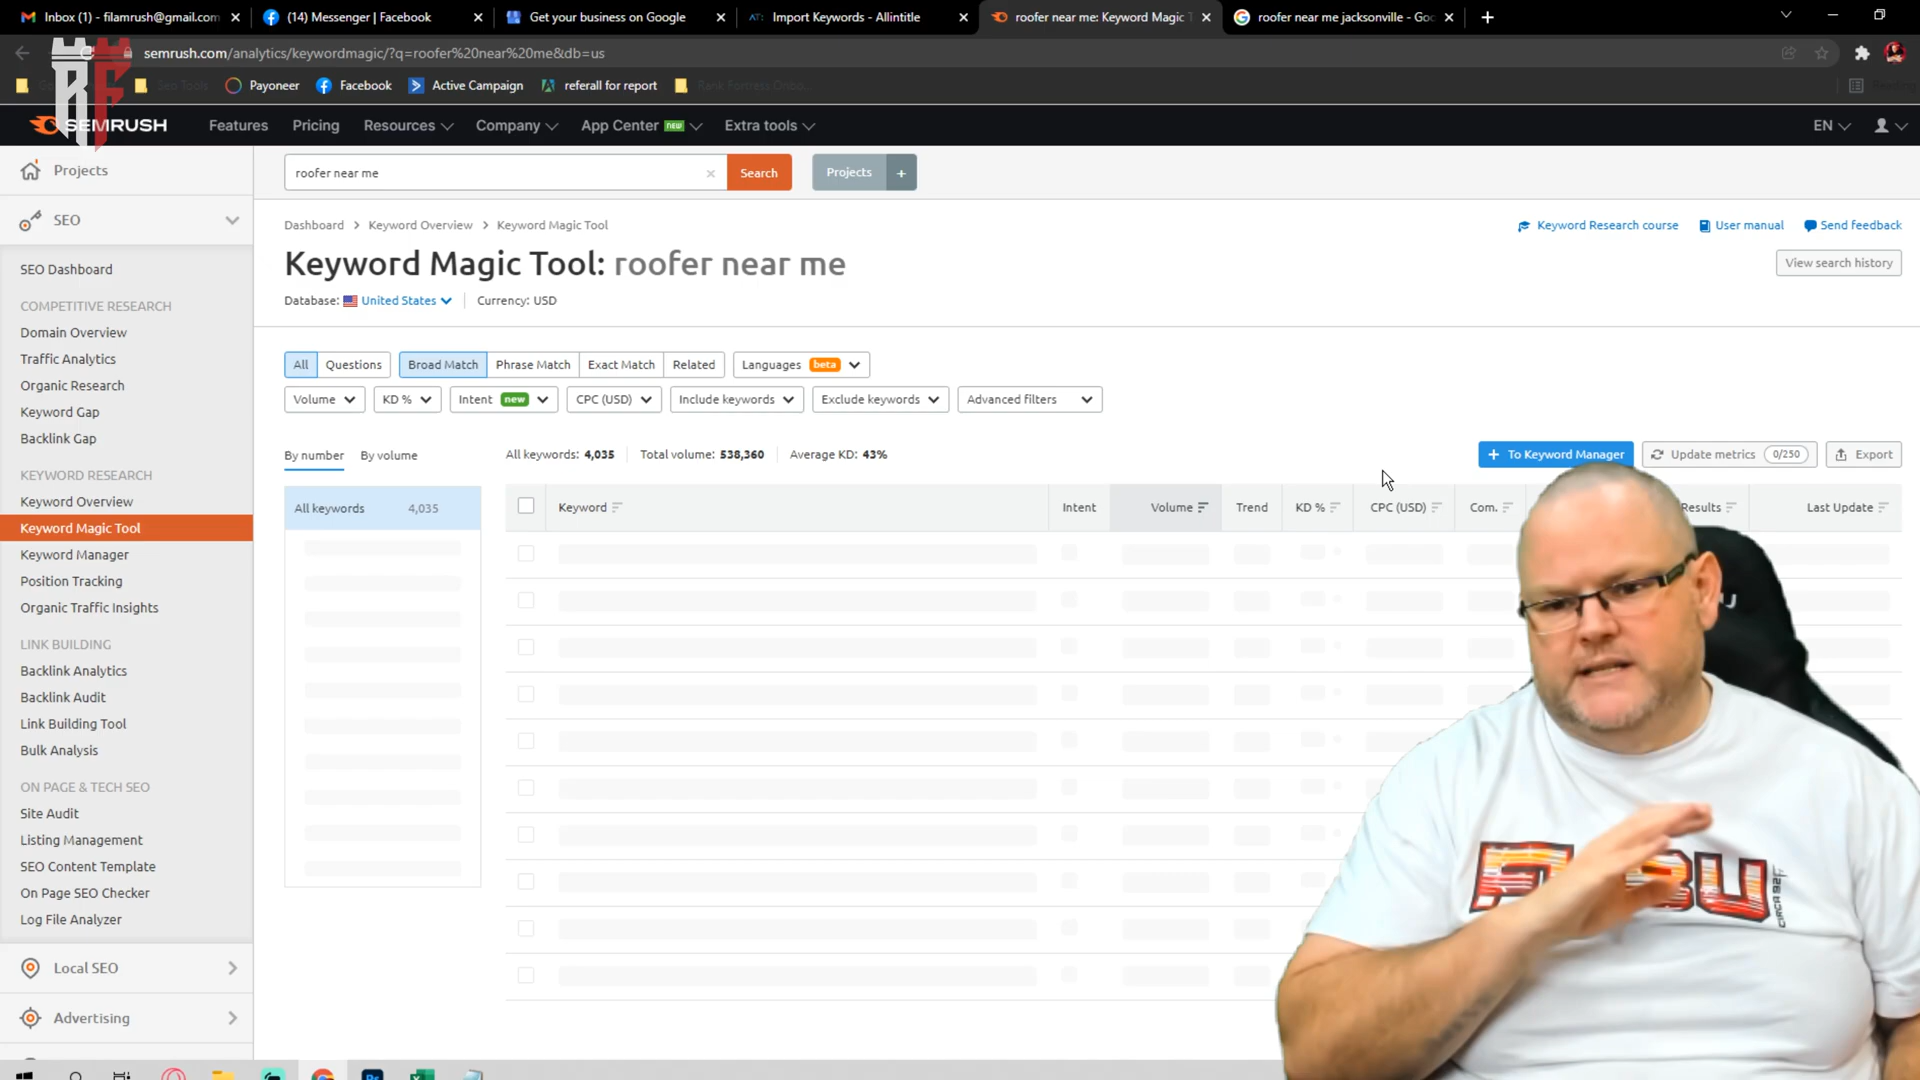 Inbox (1) - filamrush@gmail.com
(14) Messenger | Facebook
Get your business on Google
Import Keywords - Allintitle
roofer near me: Keyword Magic T
roofer near me jacksonville - Goo
semrush.com/analytics/keywordmagic/?q=roofer%20near%20me&db=us
Seo Tools
Payoneer
Facebook
Active Campaign
referall for report
Rank Fortress Onbo...
RF
SEMRUSH
Features
Pricing
Resources
Company
App Center NEW
Extra tools
EN
Projects
roofer near me
Search
Projects +
SEO
Dashboard > Keyword Overview > Keyword Magic Tool
Keyword Research course
User manual
Send feedback
Keyword Magic Tool: roofer near me
View search history
Database: United States
Currency: USD
SEO Dashboard
COMPETITIVE RESEARCH
Domain Overview
Traffic Analytics
Organic Research
Keyword Gap
Backlink Gap
KEYWORD RESEARCH
Keyword Overview
Keyword Magic Tool
Keyword Manager
Position Tracking
Organic Traffic Insights
LINK BUILDING
Backlink Analytics
Backlink Audit
Link Building Tool
Bulk Analysis
ON PAGE & TECH SEO
Site Audit
Listing Management
SEO Content Template
On Page SEO Checker
Log File Analyzer
Local SEO
Advertising
All Questions Broad Match Phrase Match Exact Match Related Languages beta
Volume KD % Intent new CPC (USD) Include keywords Exclude keywords Advanced filters
By number By volume
All keywords: 4,035 Total volume: 538,360 Average KD: 43%
+ To Keyword Manager Update metrics 0/250 Export
All keywords 4,035
Keyword Intent Volume Trend KD % CPC (USD) Com. Results Last Update
CIRCA 92